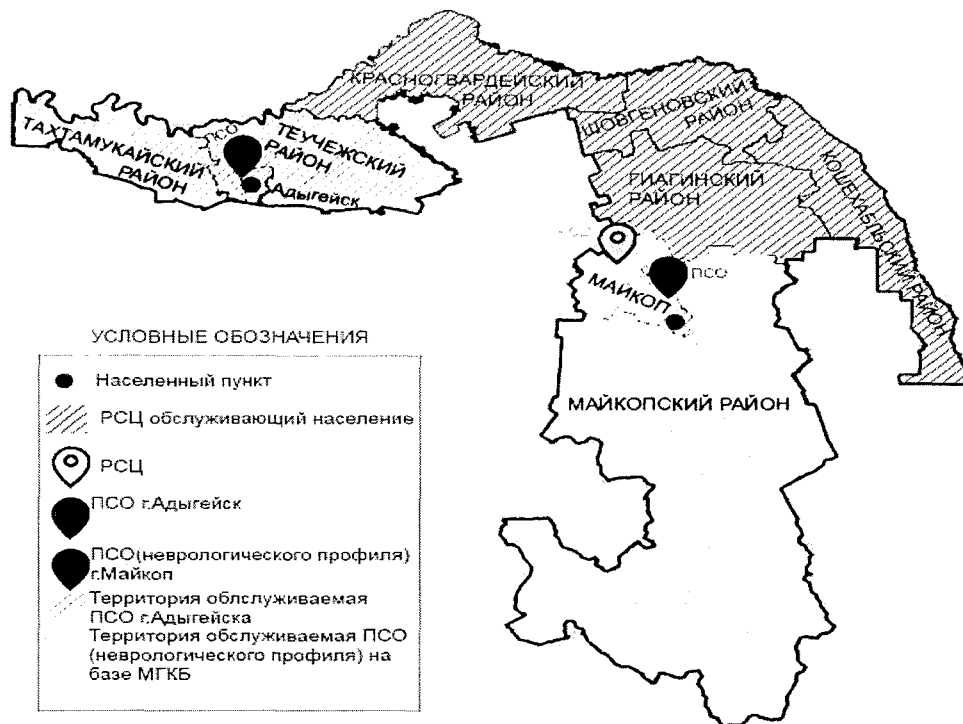 КРАСНОГВАРДЕЙСКИЙ
РАЙОН
ШОВГЕНОВСКИЙ
РАЙОН
ТАХТАМУКАЙСКИЙ
РАЙОН
ПСО
ТЕУЧЕЖСКИЙ
РАЙОН
Адыгейск
ГИАГИНСКИЙ
РАЙОН
КОШЕХАБЛЬСКИЙ РАЙОН
ПСО
МАЙКОП
МАЙКОПСКИЙ РАЙОН
УСЛОВНЫЕ ОБОЗНАЧЕНИЯ
Населенный пункт
РСЦ обслуживающий население
РСЦ
ПСО г.Адыгейск
ПСО(неврологического профиля)
г.Майкоп
Территория облслуживаемая
ПСО г.Адыгейска
Территория обслуживаемая ПСО
(неврологического профиля) на
базе МГКБ